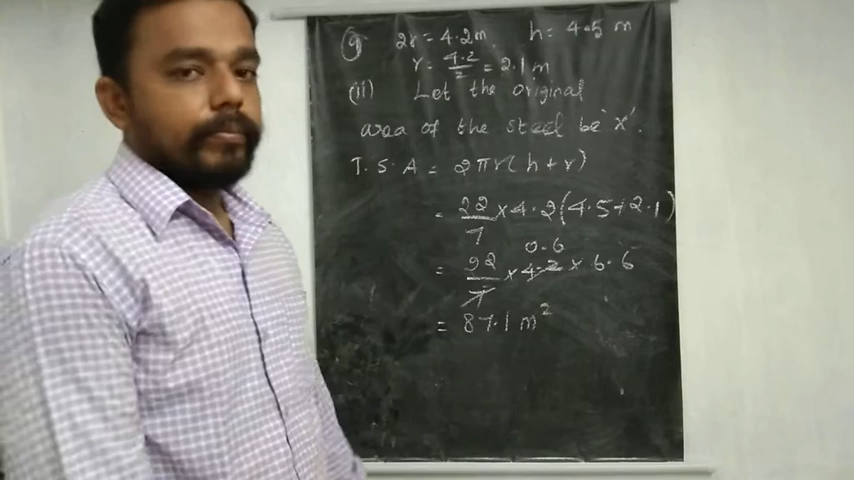 9 2r = 4.2m, h = 4.5 m
r = 4.2/2 = 2.1 m
(ii) Let the original
area of the steel be 'x'.
T.S.A = 2πr(h+r)
= 22/7 × 4.2(4.5+2.1)
0.6
= 22/7 × 4.2 × 6.6
= 87.1 m²